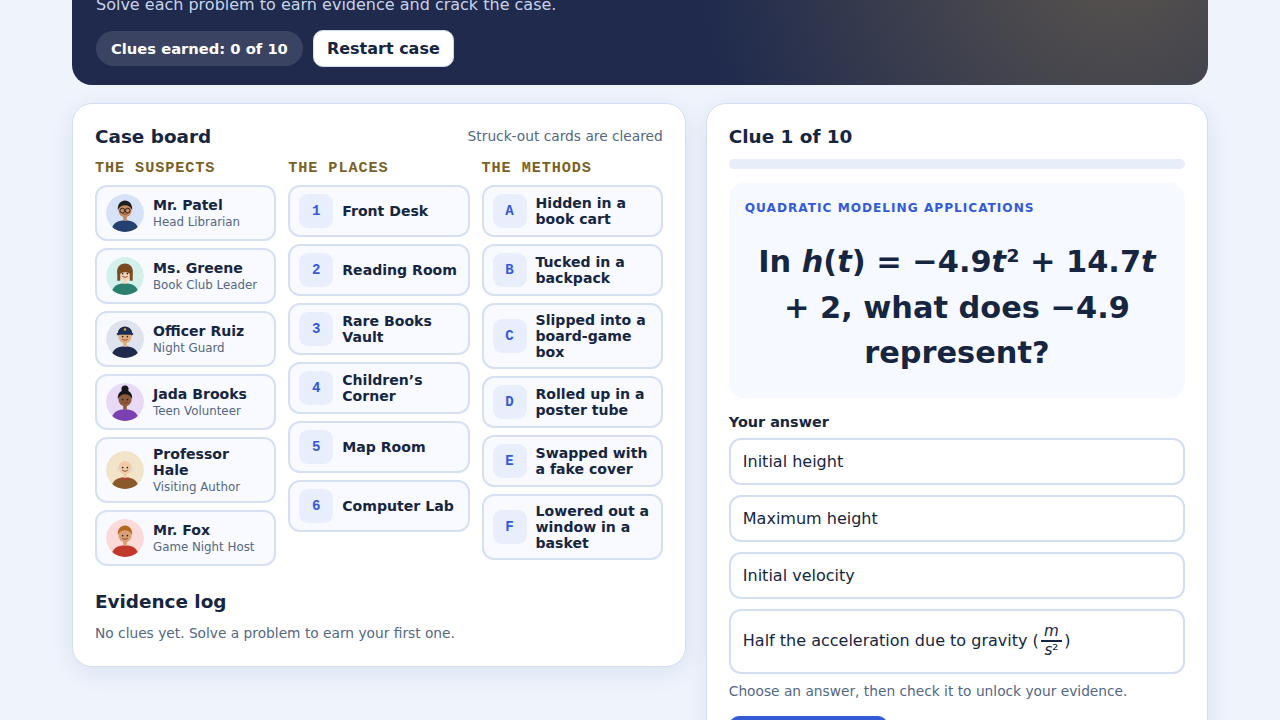 Solve each problem to earn evidence and crack the case.
Clues earned: 0 of 10
Restart case
Case board
Struck-out cards are cleared
THE SUSPECTS
Mr. Patel
Head Librarian
Ms. Greene
Book Club Leader
Officer Ruiz
Night Guard
Jada Brooks
Teen Volunteer
Professor
Hale
Visiting Author
Mr. Fox
Game Night Host
THE PLACES
1 Front Desk
2 Reading Room
3 Rare Books
Vault
4 Children’s
Corner
5 Map Room
6 Computer Lab
THE METHODS
A Hidden in a
book cart
B Tucked in a
backpack
C Slipped into a
board-game
box
D Rolled up in a
poster tube
E Swapped with
a fake cover
F Lowered out a
window in a
basket
Evidence log
No clues yet. Solve a problem to earn your first one.
Clue 1 of 10
QUADRATIC MODELING APPLICATIONS
In h(t) = −4.9t² + 14.7t
+ 2, what does −4.9
represent?
Your answer
Initial height
Maximum height
Initial velocity
Half the acceleration due to gravity (m/s²)
Choose an answer, then check it to unlock your evidence.